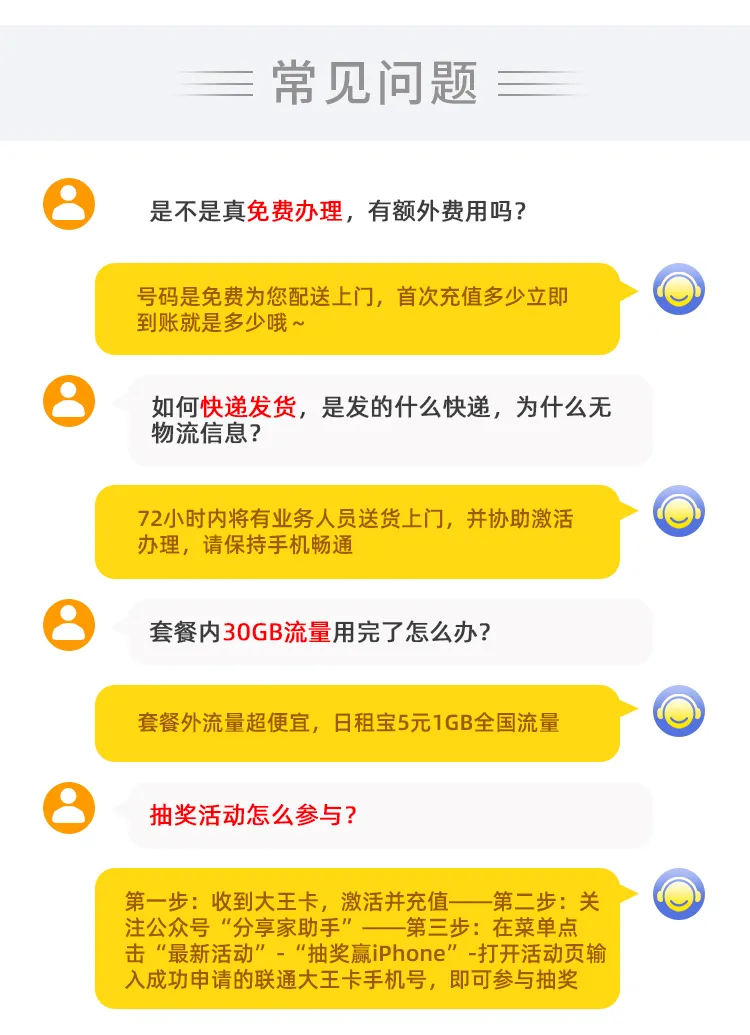 常见问题
是不是真免费办理，有额外费用吗？
号码是免费为您配送上门，首次充值多少立即
到账就是多少哦～
如何快递发货，是发的什么快递，为什么无
物流信息？
72小时内将有业务人员送货上门，并协助激活
办理，请保持手机畅通
套餐内30GB流量用完了怎么办？
套餐外流量超便宜，日租宝5元1GB全国流量
抽奖活动怎么参与？
第一步：收到大王卡，激活并充值——第二步：关
注公众号“分享家助手”——第三步：在菜单点
击“最新活动”-“抽奖赢iPhone”-打开活动页输
入成功申请的联通大王卡手机号，即可参与抽奖